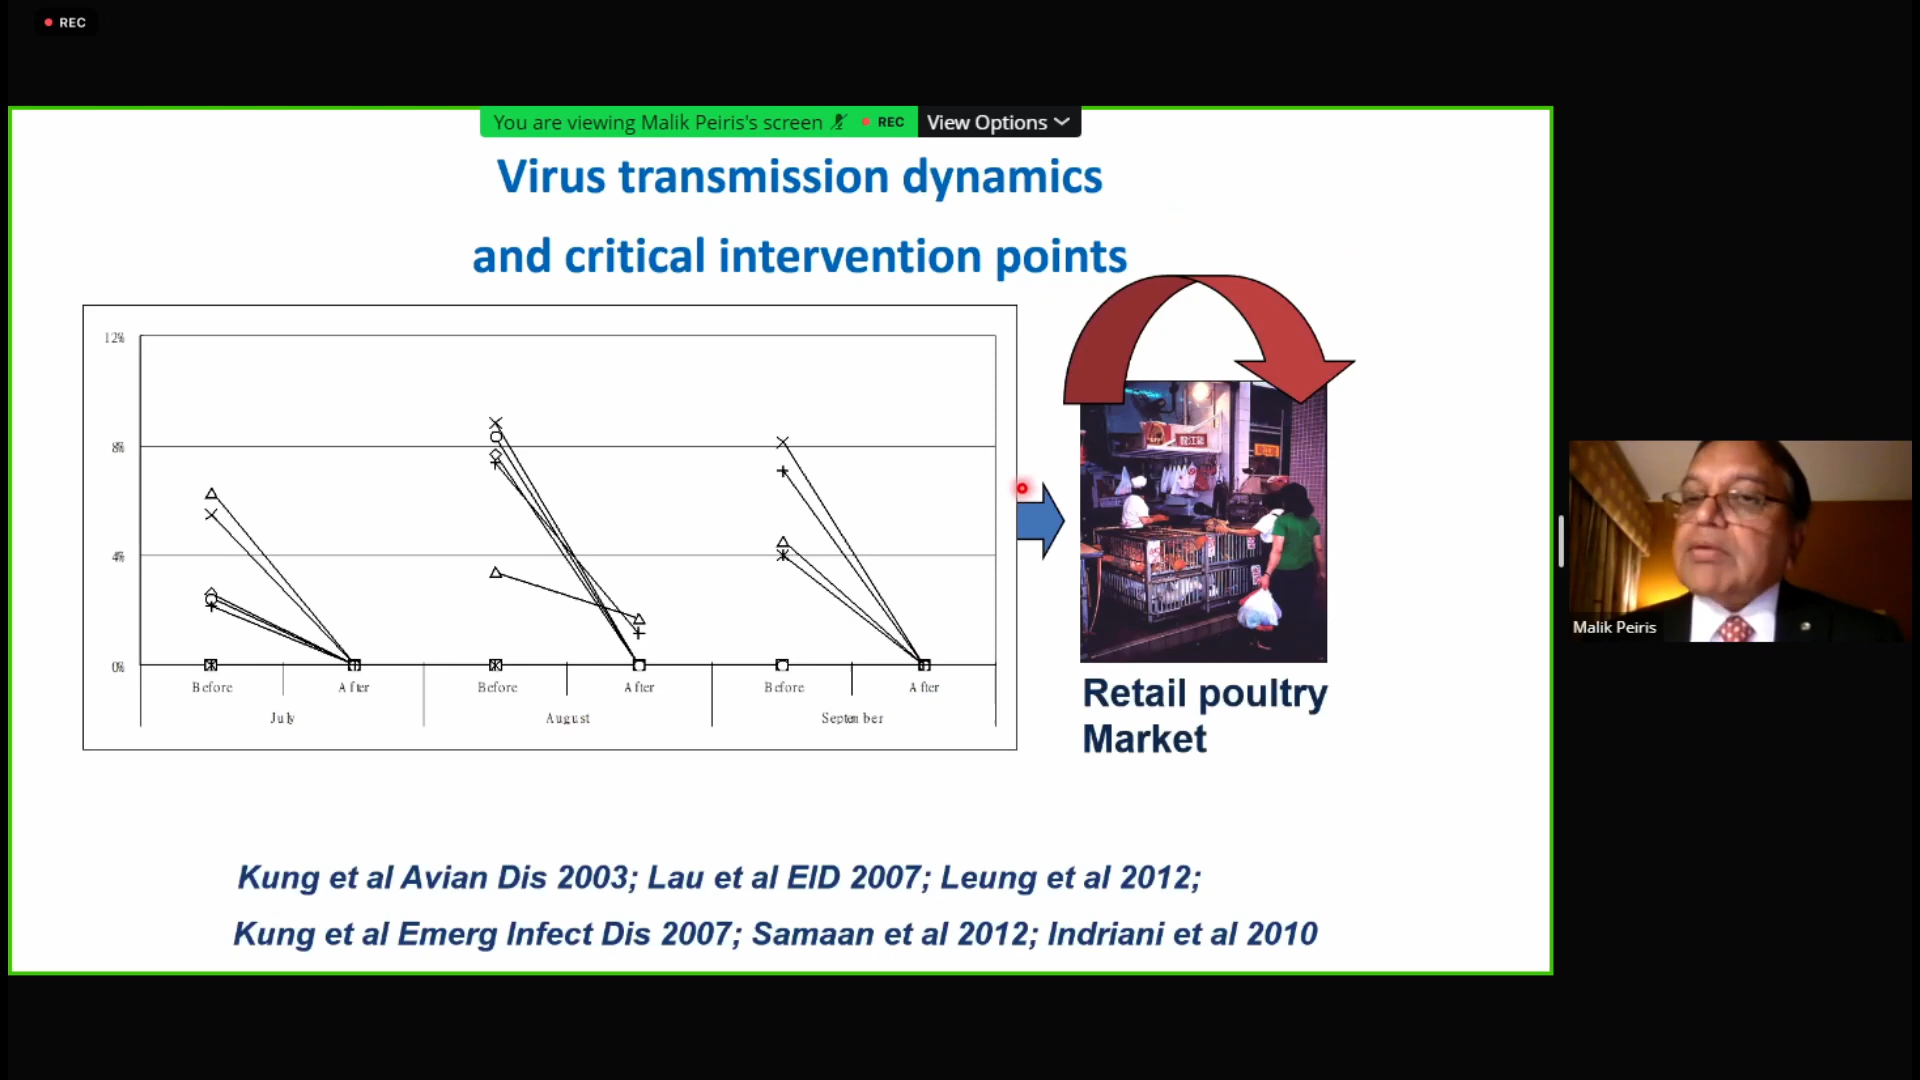 REC
You are viewing Malik Peiris's screen REC View Options
Virus transmission dynamics
and critical intervention points
12%
8%
4%
0%
Before After Before After Before After
July August September
Retail poultry
Market
Malik Peiris
Kung et al Avian Dis 2003; Lau et al EID 2007; Leung et al 2012;
Kung et al Emerg Infect Dis 2007; Samaan et al 2012; Indriani et al 2010